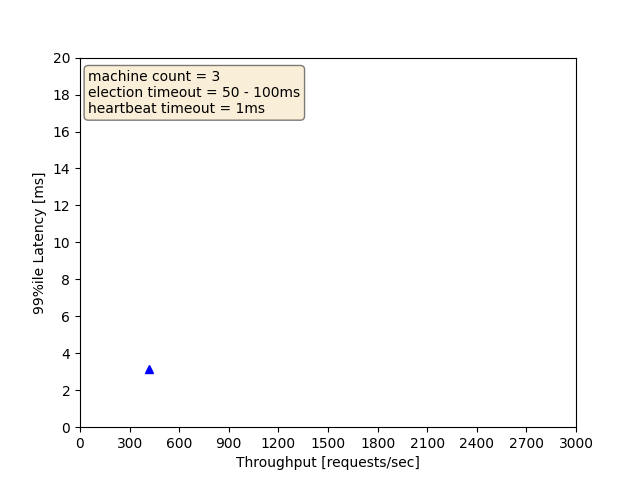 20
18
16
14
12
10
8
6
4
2
0
99%ile Latency [ms]
machine count = 3
election timeout = 50 - 100ms
heartbeat timeout = 1ms
0 300 600 900 1200 1500 1800 2100 2400 2700 3000
Throughput [requests/sec]